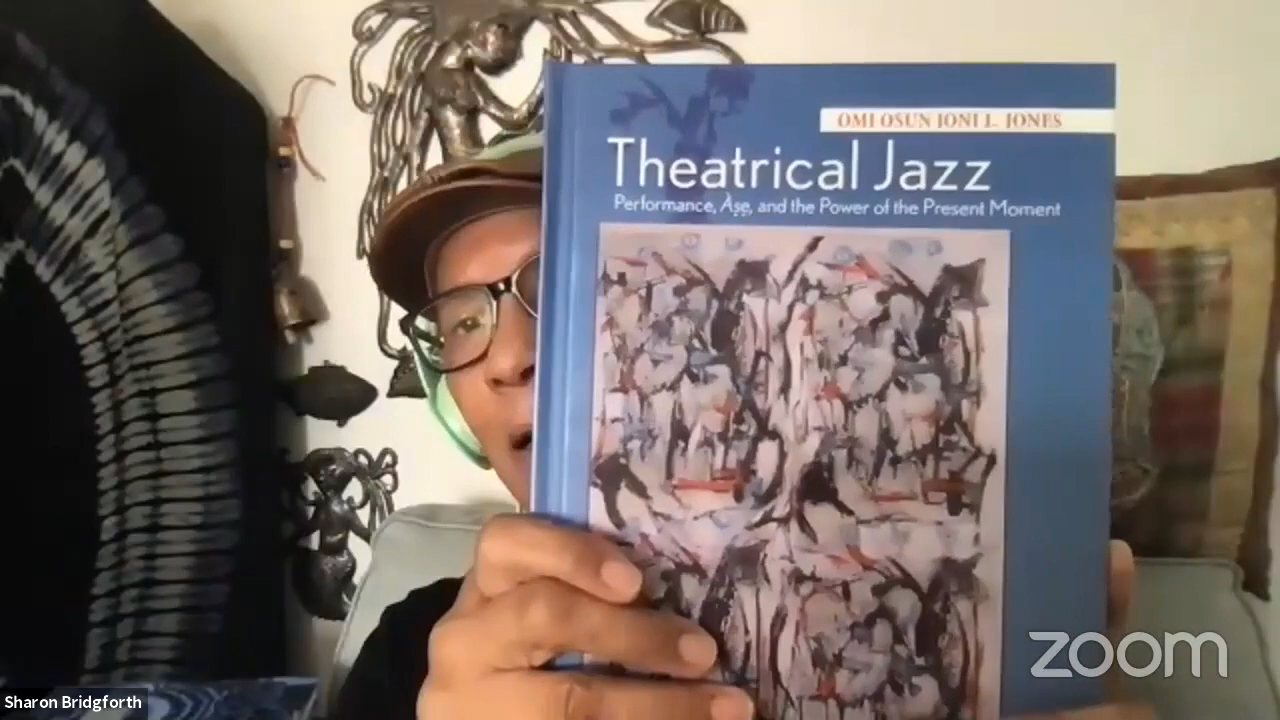 OMI OSUN JONI L. JONES
Theatrical Jazz
Performance, Àṣẹ, and the Power of the Present Moment
zoom
Sharon Bridgforth